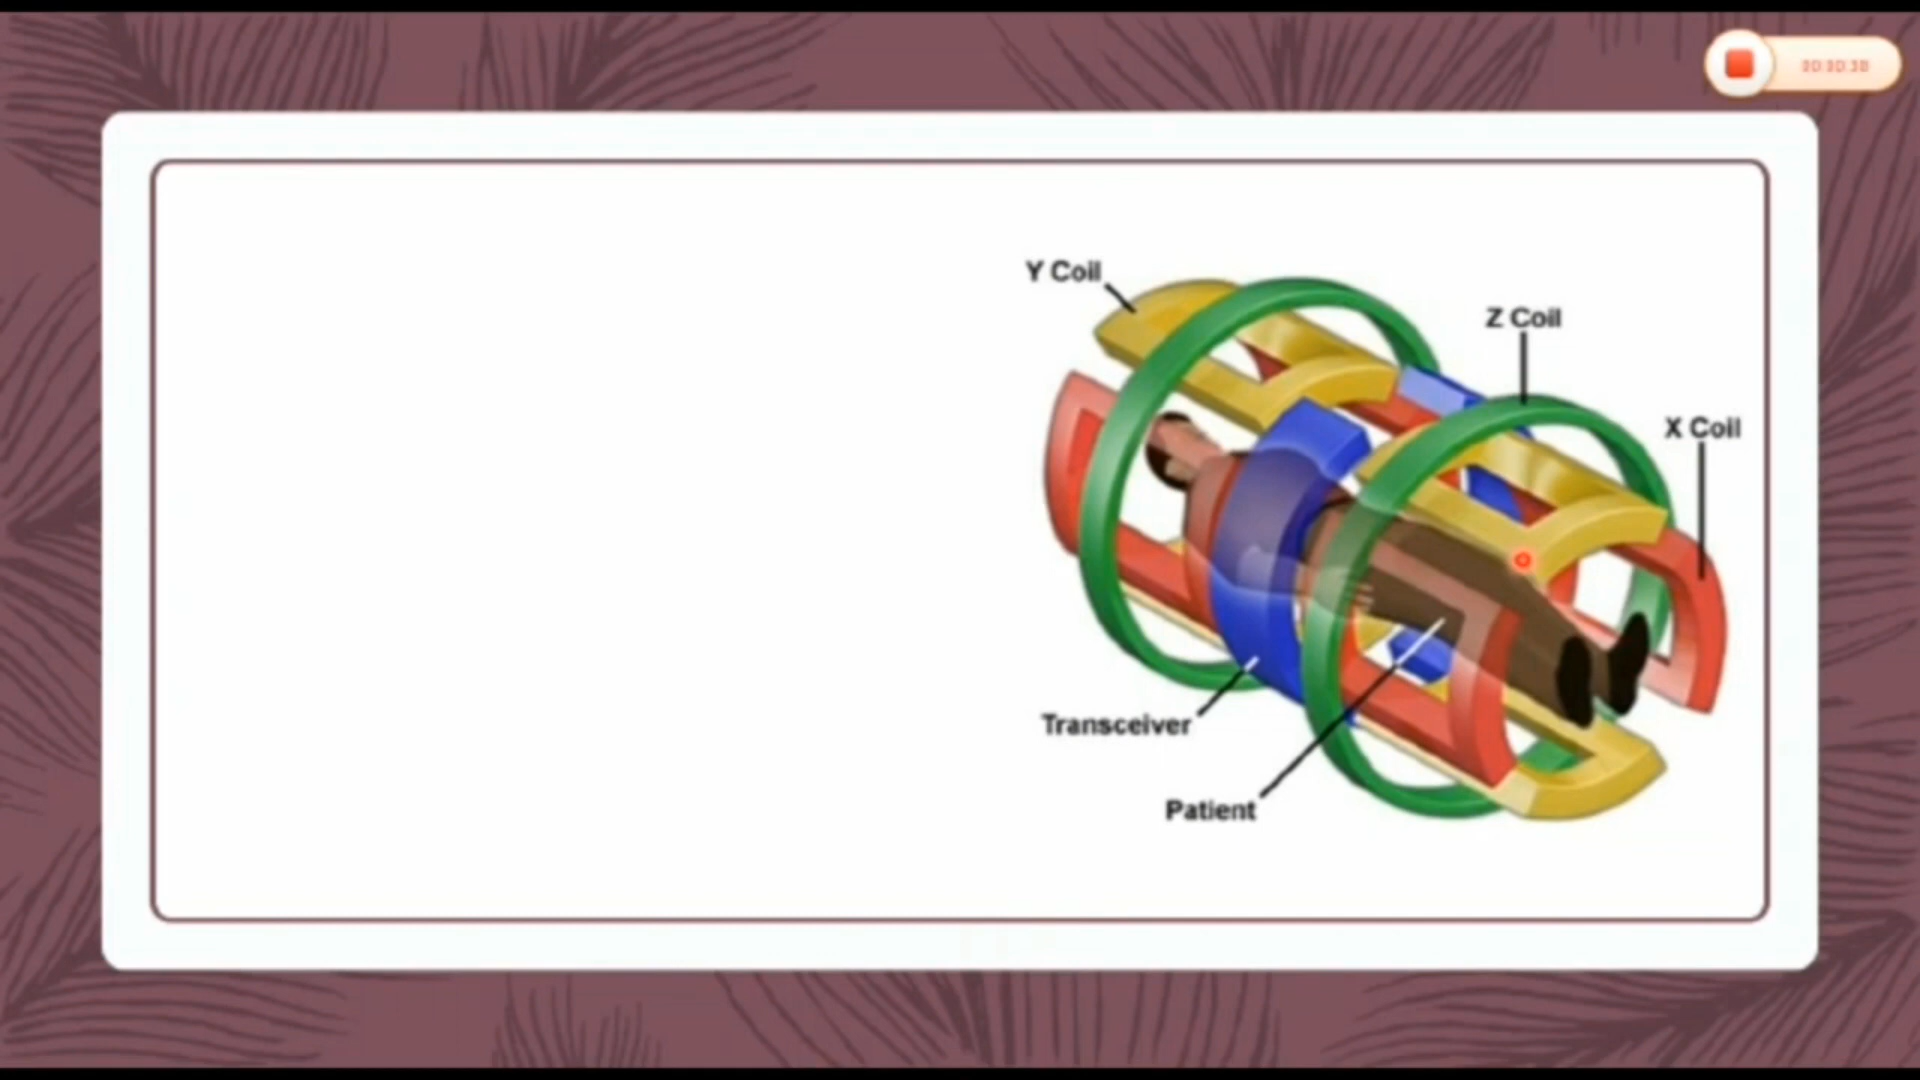 Y Coil
Z Coil
X Coil
Transceiver
Patient